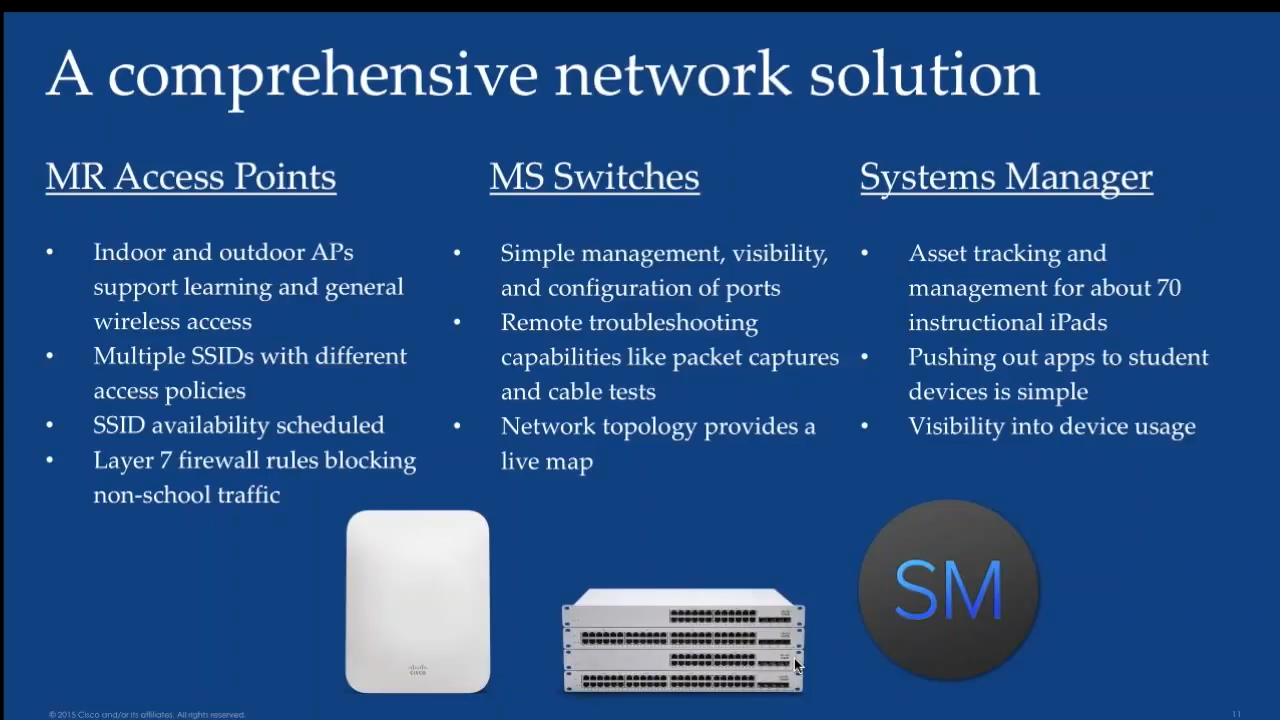 A comprehensive network solution
MR Access Points
• Indoor and outdoor APs
support learning and general
wireless access
• Multiple SSIDs with different
access policies
• SSID availability scheduled
• Layer 7 firewall rules blocking
non-school traffic
MS Switches
• Simple management, visibility,
and configuration of ports
• Remote troubleshooting
capabilities like packet captures
and cable tests
• Network topology provides a
live map
Systems Manager
• Asset tracking and
management for about 70
instructional iPads
• Pushing out apps to student
devices is simple
• Visibility into device usage
CISCO
SM
© 2015 Cisco and/or its affiliates. All rights reserved.
11